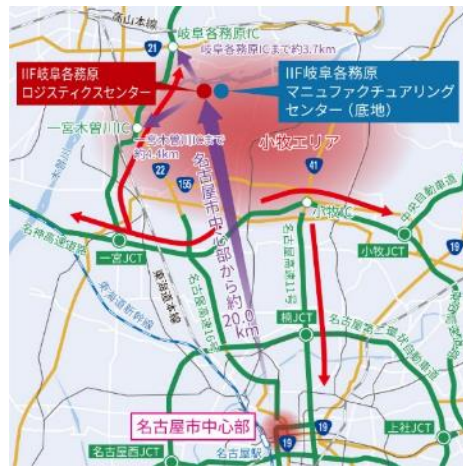 高山本線
岐阜各務原IC
21
岐阜各務原ICまで約3.7km
IIF岐阜各務原
ロジスティクスセンター
IIF岐阜各務原
マニュファクチュアリング
センター（底地）
一宮木曽川IC
一宮木曽川ICまで
約4.4km
小牧エリア
41
22
155
名古屋市中心部から約
20.0
km
小牧IC
中央自動車道
名神高速道路
一宮JCT
小牧JCT
19
東海道本線
東海道新幹線
名古屋高速16号
名古屋高速11号
楠JCT
名古屋第二環状自動車道
名古屋市中心部
19
19
上社JCT
名古屋西JCT
名古屋駅